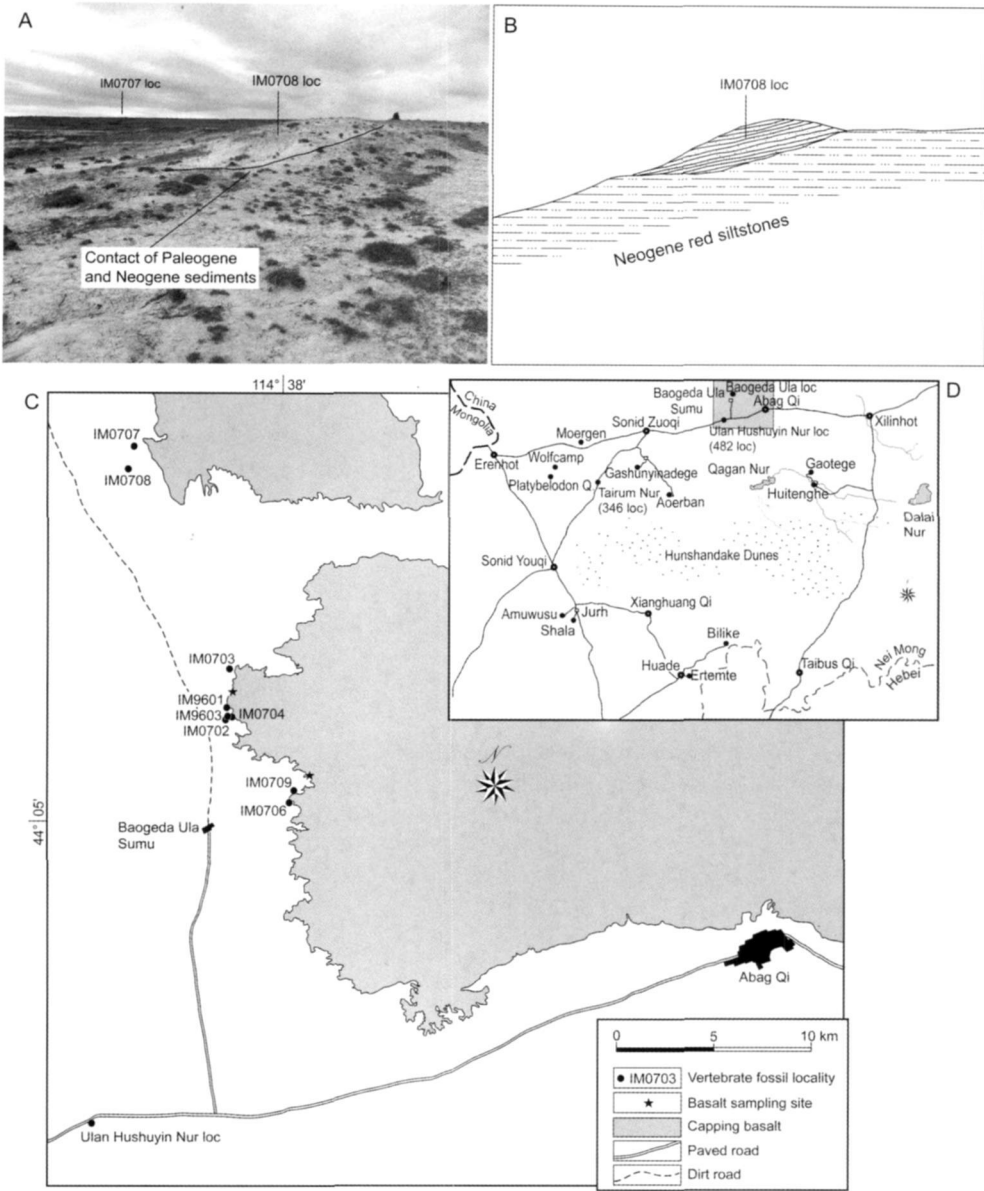 A
IM0707 loc
IM0708 loc
Contact of Paleogene
and Neogene sediments
B
IM0708 loc
Neogene red siltstones
C
114° 38'
IM0707
IM0708
IM0703
IM9601
IM9603
IM0704
IM0702
IM0709
IM0706
44° 05'
Baogeda Ula
Sumu
N
Abag Qi
Ulan Hushuyin Nur loc
D
China
Mongolia
Baogeda Ula
Sumu
Baogeda Ula loc
Abag Qi
Sonid Zuoqi
Xilinhot
Moergen
Ulan Hushuyin Nur loc
(482 loc)
Erenhot
Wolfcamp
Platybelodon Q
Gashunyinadege
Qagan Nur
Gaotege
Tairum Nur
(346 loc)
Aoerban
Huitenghe
Dalai
Nur
Hunshandake Dunes
Sonid Youqi
Amuwusu
Jurh
Shala
Xianghuang Qi
Bilike
Huade
Ertemte
Taibus Qi
Nei Mong
Hebei
0 5 10 km
IM0703 Vertebrate fossil locality
Basalt sampling site
Capping basalt
Paved road
Dirt road